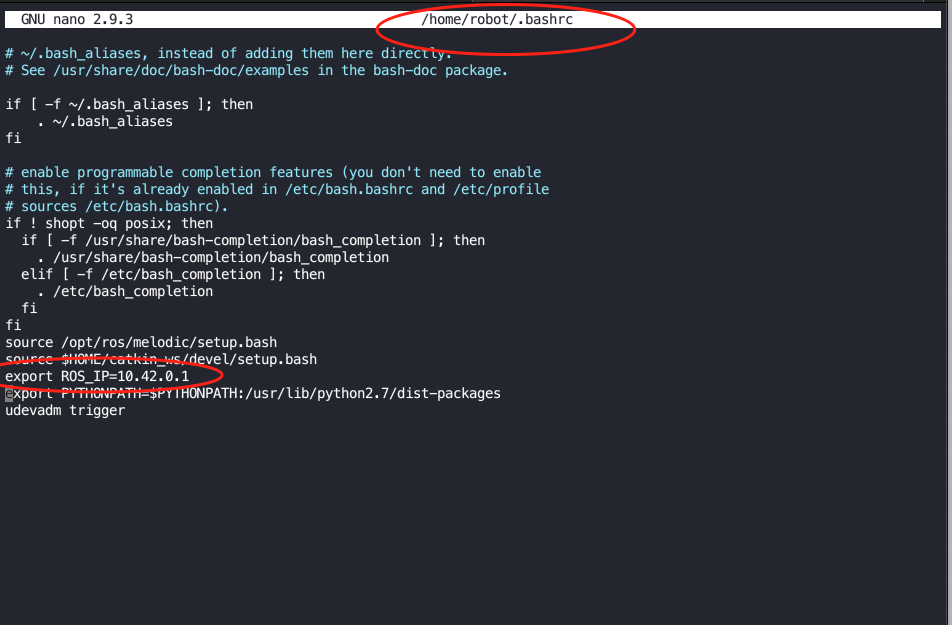 GNU nano 2.9.3 /home/robot/.bashrc
# ~/.bash_aliases, instead of adding them here directly.
# See /usr/share/doc/bash-doc/examples in the bash-doc package.
if [ -f ~/.bash_aliases ]; then
. ~/.bash_aliases
fi
# enable programmable completion features (you don't need to enable
# this, if it's already enabled in /etc/bash.bashrc and /etc/profile
# sources /etc/bash.bashrc).
if ! shopt -oq posix; then
if [ -f /usr/share/bash-completion/bash_completion ]; then
. /usr/share/bash-completion/bash_completion
elif [ -f /etc/bash_completion ]; then
. /etc/bash_completion
fi
fi
source /opt/ros/melodic/setup.bash
source $HOME/catkin_ws/devel/setup.bash
export ROS_IP=10.42.0.1
export PYTHONPATH=$PYTHONPATH:/usr/lib/python2.7/dist-packages
udevadm trigger